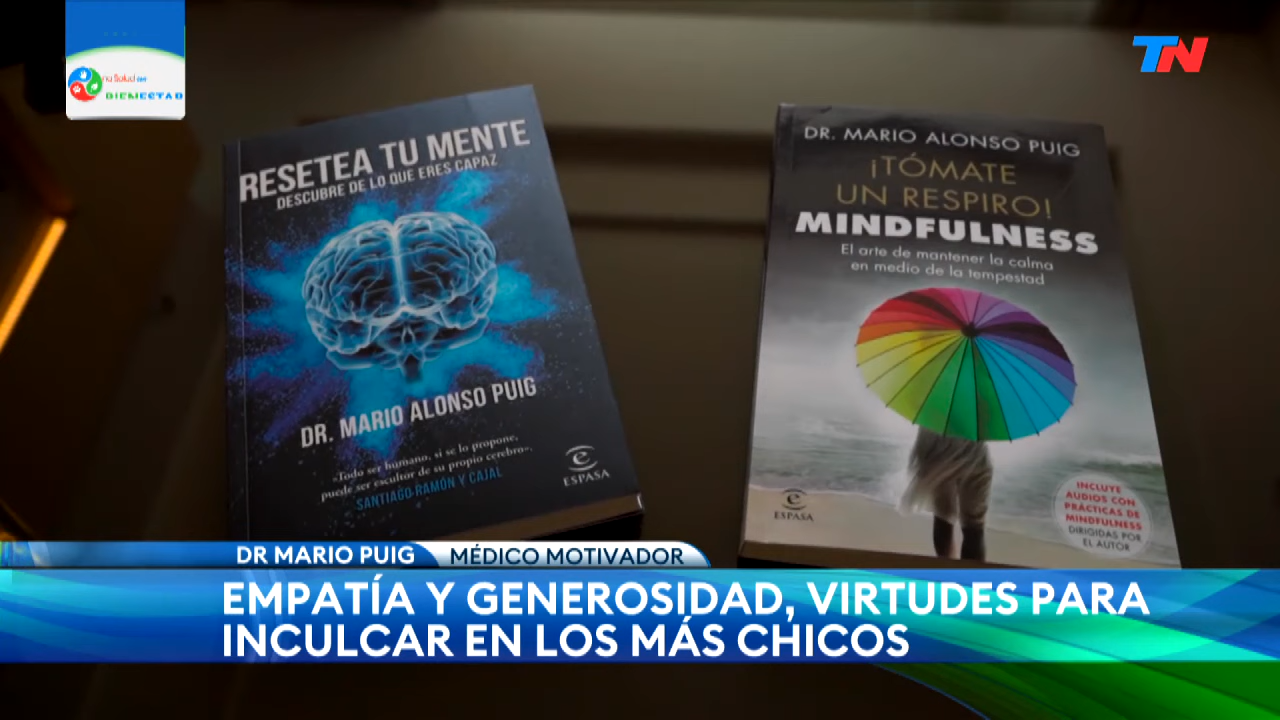 TN
na Salud con
BIENESTAR
RESETEA TU MENTE
DESCUBRE DE LO QUE ERES CAPAZ
DR. MARIO ALONSO PUIG
«Todo ser humano, si se lo propone,
puede ser escultor de su propio cerebro».
SANTIAGO RAMÓN Y CAJAL
e
ESPASA
DR. MARIO ALONSO PUIG
¡TÓMATE
UN RESPIRO!
MINDFULNESS
El arte de mantener la calma
en medio de la tempestad
e
ESPASA
INCLUYE
AUDIOS CON
PRÁCTICAS DE
MINDFULNESS
DIRIGIDAS POR
EL AUTOR
DR MARIO PUIG MÉDICO MOTIVADOR
EMPATÍA Y GENEROSIDAD, VIRTUDES PARA
INCULCAR EN LOS MÁS CHICOS